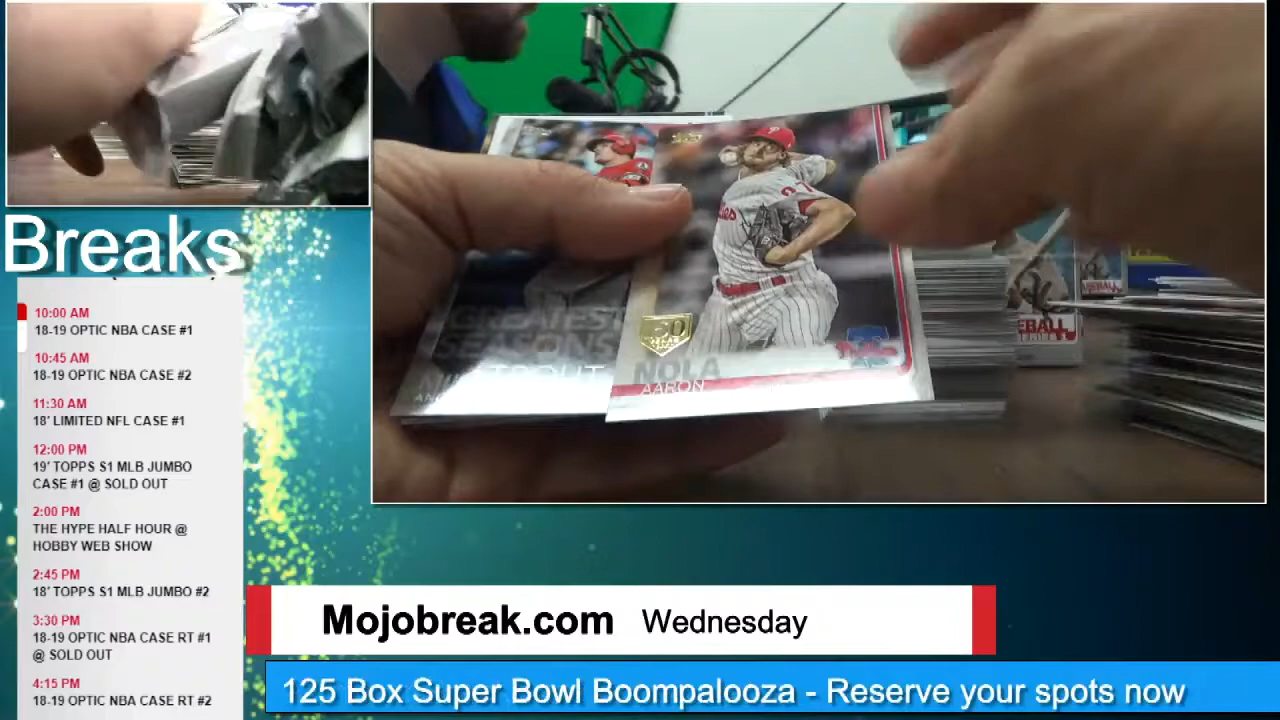 Breaks
10:00 AM
18-19 OPTIC NBA CASE #1
10:45 AM
18-19 OPTIC NBA CASE #2
11:30 AM
18' LIMITED NFL CASE #1
12:00 PM
19' TOPPS S1 MLB JUMBO
CASE #1 @ SOLD OUT
2:00 PM
THE HYPE HALF HOUR @
HOBBY WEB SHOW
2:45 PM
18' TOPPS S1 MLB JUMBO #2
3:30 PM
18-19 OPTIC NBA CASE RT #1
@ SOLD OUT
4:15 PM
18-19 OPTIC NBA CASE RT #2
GREATEST
SEASONS
NOLA
AARON
Mojobreak.com Wednesday
125 Box Super Bowl Boompalooza - Reserve your spots now